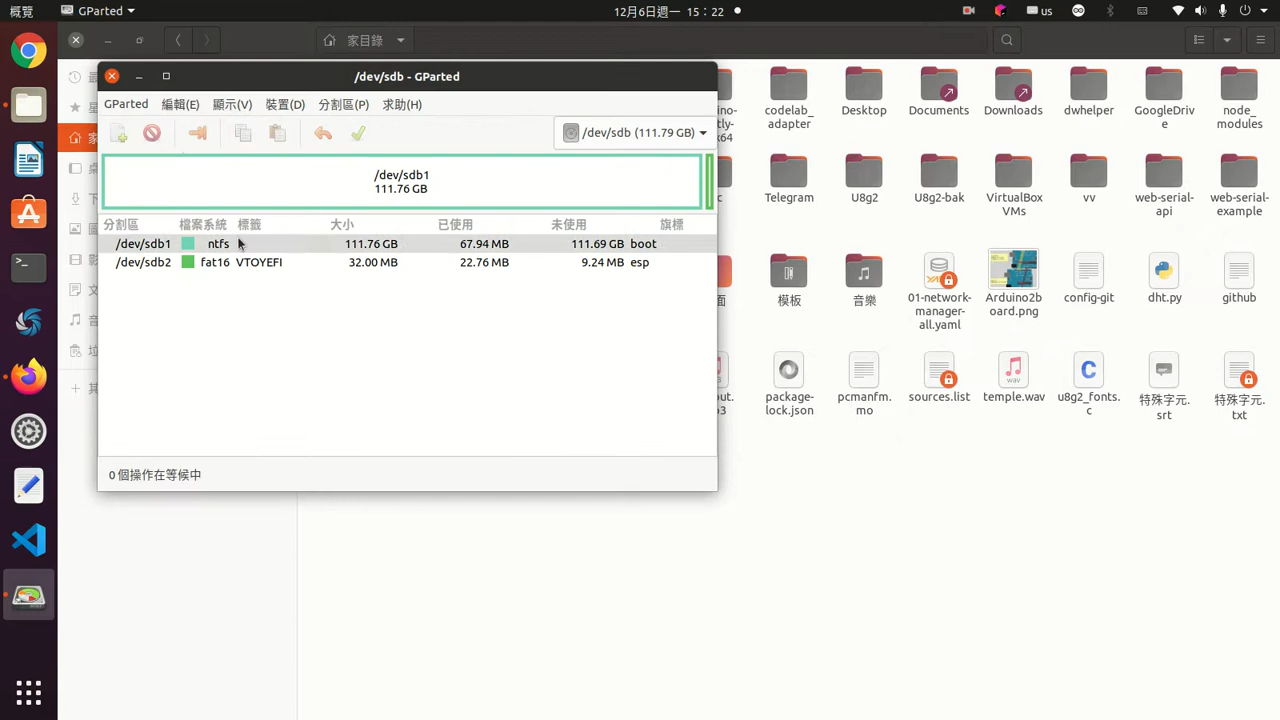 概覽
GParted
12月6日週一 15：22
us
家目錄
/dev/sdb - GParted
GParted 編輯(E) 顯示(V) 裝置(D) 分割區(P) 求助(H)
/dev/sdb (111.79 GB)
/dev/sdb1
111.76 GB
分割區 檔案系統 標籤 大小 已使用 未使用 旗標
/dev/sdb1 ntfs 111.76 GB 67.94 MB 111.69 GB boot
/dev/sdb2 fat16 VTOYEFI 32.00 MB 22.76 MB 9.24 MB esp
0 個操作在等候中
codelab_
adapter
Desktop
Documents
Downloads
dwhelper
GoogleDriv
e
node_
modules
Telegram
U8g2
U8g2-bak
VirtualBox
VMs
vv
web-serial-
api
web-serial-
example
模板
音樂
01-network-
manager-
all.yaml
Arduino2b
oard.png
config-git
dht.py
github
package-
lock.json
pcmanfm.
mo
sources.list
temple.wav
u8g2_fonts.
c
特殊字元.
srt
特殊字元.
txt